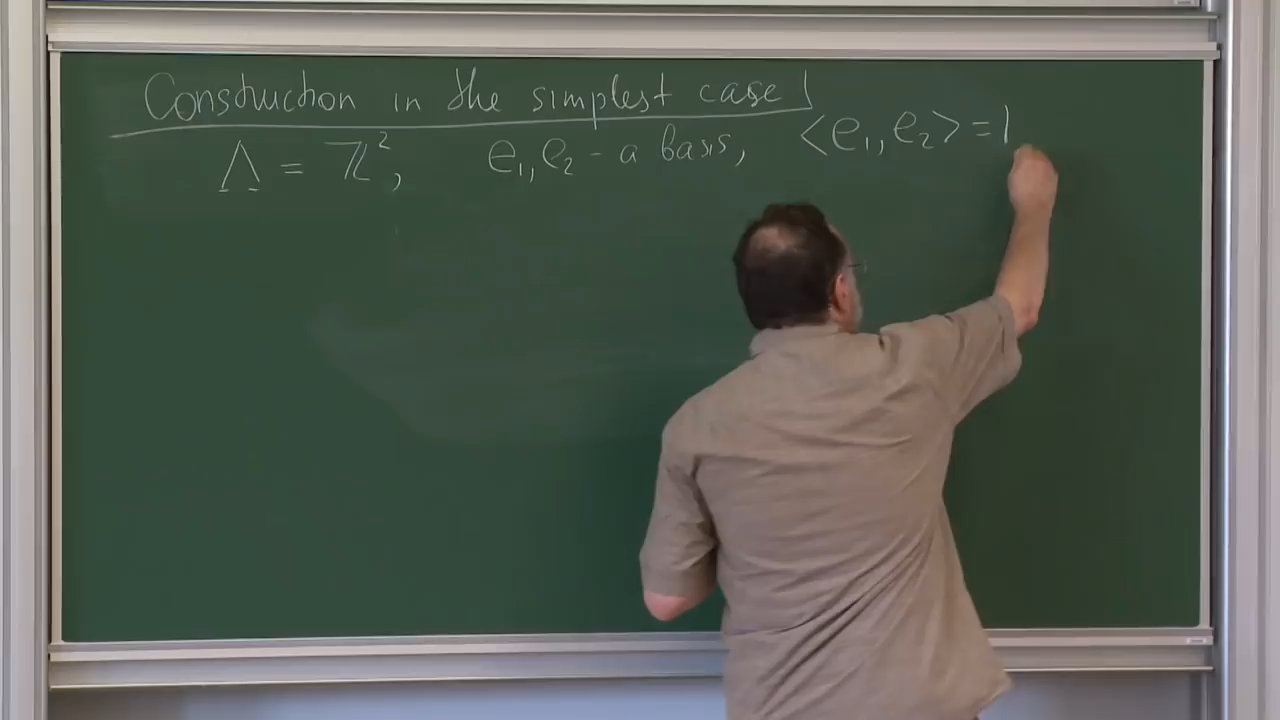 Construction in the simplest case
Λ = ℤ², e₁, e₂ - a basis, <e₁, e₂> = 1